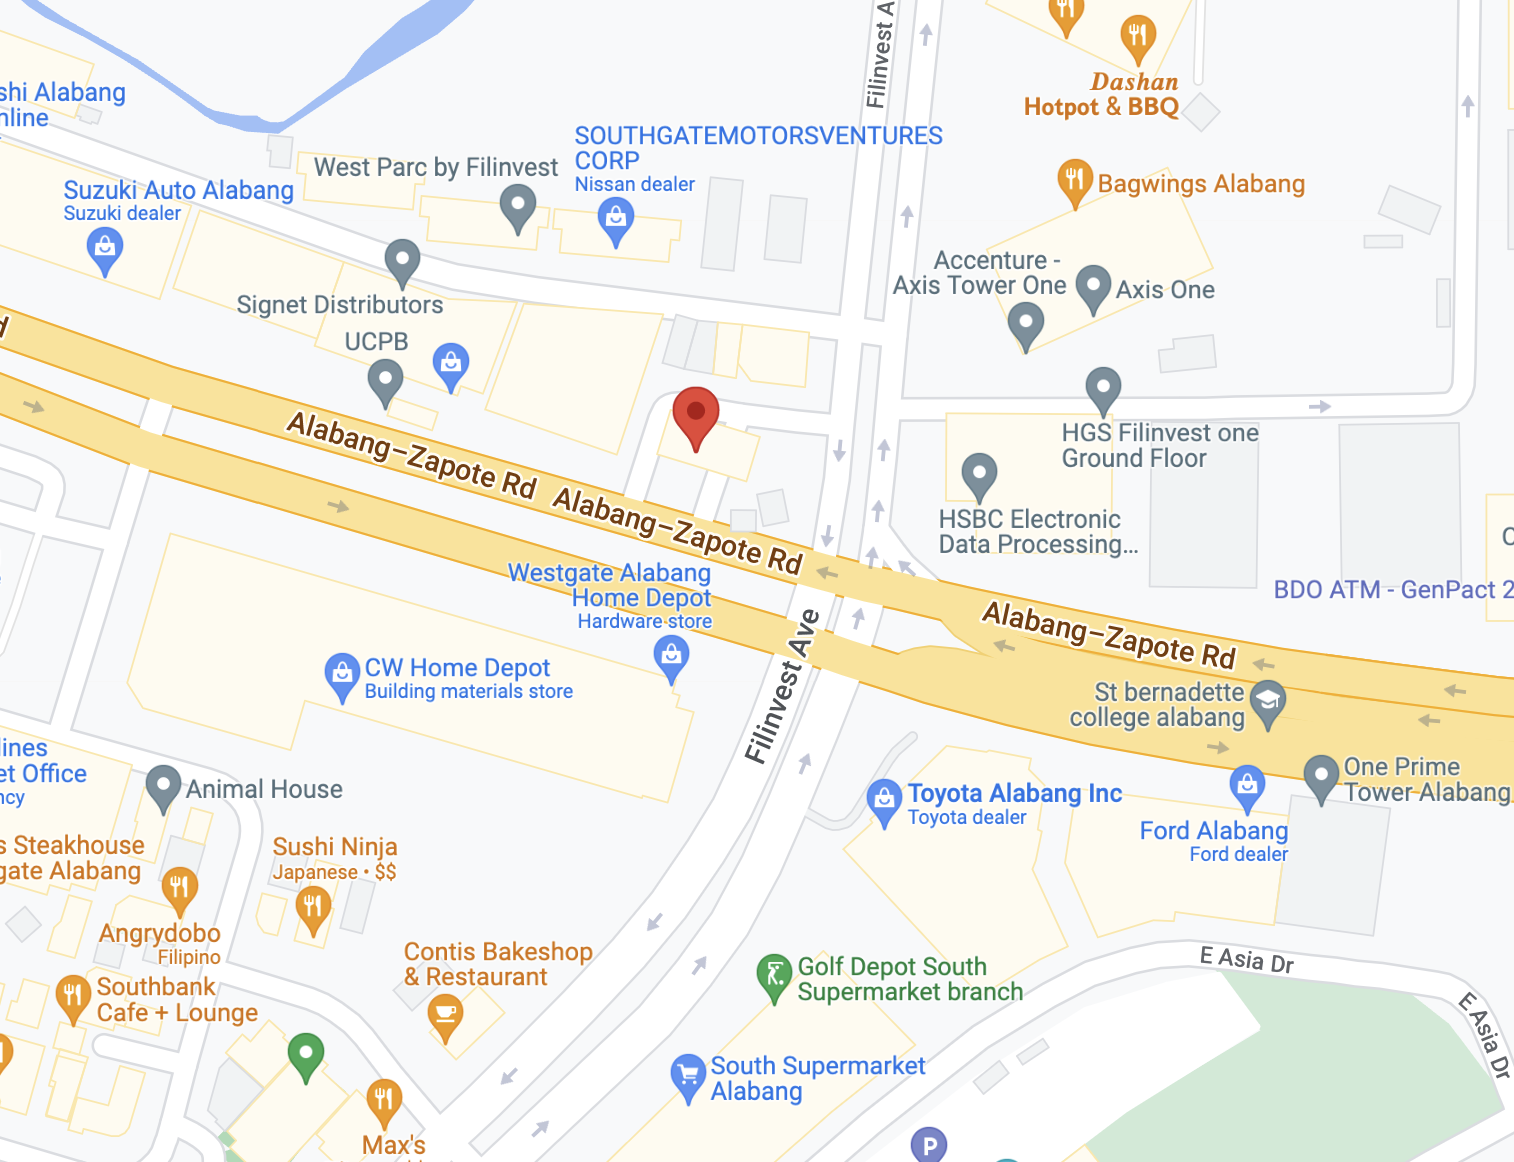 Filinvest A
Dashan
Hotpot & BBQ
shi Alabang
nline
SOUTHGATEMOTORSVENTURES
CORP
Nissan dealer
West Parc by Filinvest
Suzuki Auto Alabang
Suzuki dealer
Bagwings Alabang
Accenture -
Axis Tower One
Axis One
Signet Distributors
UCPB
d
Alabang-Zapote Rd
Alabang-Zapote Rd
HGS Filinvest one
Ground Floor
HSBC Electronic
Data Processing...
C
Westgate Alabang
Home Depot
Hardware store
BDO ATM - GenPact 2
Alabang-Zapote Rd
Filinvest Ave
CW Home Depot
Building materials store
St bernadette
college alabang
lines
et Office
ncy
Animal House
One Prime
Tower Alabang
Toyota Alabang Inc
Toyota dealer
Ford Alabang
Ford dealer
s Steakhouse
gate Alabang
Sushi Ninja
Japanese • $$
Angrydobo
Filipino
Contis Bakeshop
& Restaurant
E Asia Dr
Golf Depot South
Supermarket branch
Southbank
Cafe + Lounge
E Asia Dr
South Supermarket
Alabang
Max's
P